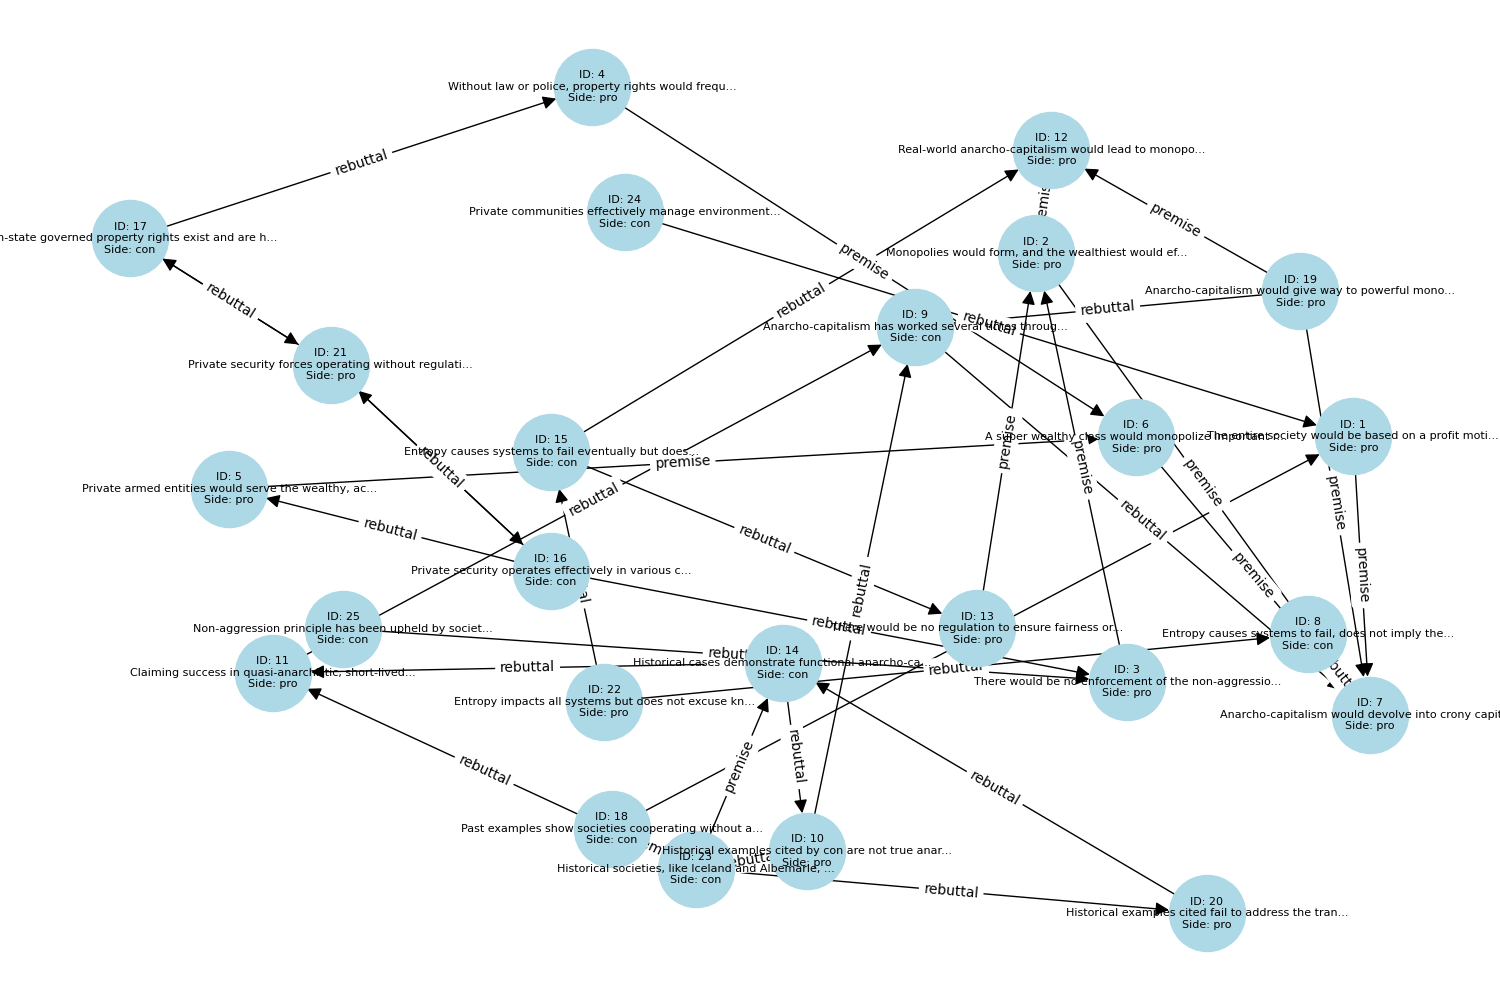 ID: 4
Without law or police, property rights would frequ...
Side: pro
ID: 12
Real-world anarcho-capitalism would lead to monopo...
Side: pro
rebuttal
ID: 24
Private communities effectively manage environment...
Side: con
premise
ID: 17
n-state governed property rights exist and are h...
Side: con
ID: 2
Monopolies would form, and the wealthiest would ef...
Side: pro
premise
ID: 19
Anarcho-capitalism would give way to powerful mono...
Side: pro
rebuttal
rebuttal
rebuttal
rebuttal
ID: 9
Anarcho-capitalism has worked several times throug...
Side: con
ID: 21
Private security forces operating without regulati...
Side: pro
ID: 15
Entropy causes systems to fail eventually but does...
Side: con
premise
ID: 6
A super wealthy class would monopolize important
Side: pro
ID: 1
The entire society would be based on a profit moti...
Side: pro
premise
premise
premise
premise
rebuttal
ID: 5
Private armed entities would serve the wealthy, ac...
Side: pro
rebuttal
rebuttal
premise
rebuttal
rebuttal
ID: 16
Private security operates effectively in various c...
Side: con
rebuttal
premise
premise
ID: 25
Non-aggression principle has been upheld by societ...
Side: con
rebuttal
ID: 13
would be no regulation to ensure fairness or...
Side: pro
ID: 8
Entropy causes systems to fail, does not imply the...
Side: con
ID: 11
Claiming success in quasi-anarchistic, short-lived...
Side: pro
rebuttal
ID: 14
Historical cases demonstrate functional anarcho-ca...
Side: con
rebuttal
ID: 3
There would be no enforcement of the non-aggressio...
Side: pro
ID: 22
Entropy impacts all systems but does not excuse kn...
Side: pro
ID: 7
Anarcho-capitalism would devolve into crony capit
Side: pro
rebuttal
premise
rebuttal
rebuttal
ID: 18
Past examples show societies cooperating without a...
Side: con
ID: 10
Historical examples cited by con are not true anar...
Side: pro
ID: 23
Historical societies, like Iceland and Albemarle, ...
Side: con
rebuttal
ID: 20
Historical examples cited fail to address the tran...
Side: pro